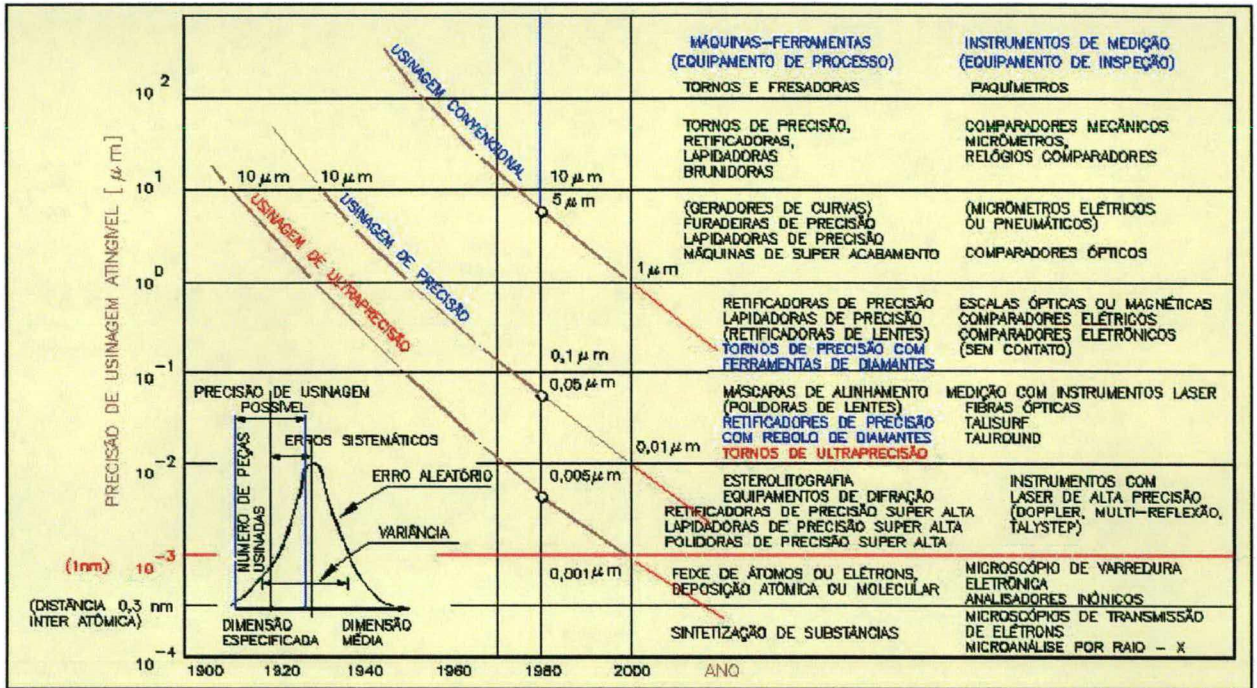 MÁQUINAS-FERRAMENTAS
(EQUIPAMENTO DE PROCESSO)
INSTRUMENTOS DE MEDIÇÃO
(EQUIPAMENTO DE INSPEÇÃO)
TORNOS E FRESADORAS
PAQUÍMETROS
TORNOS DE PRECISÃO,
RETIFICADORAS,
LAPIDADORAS
BRUNIDORAS
COMPARADORES MECÂNICOS
MICRÔMETROS,
RELÓGIOS COMPARADORES
(GERADORES DE CURVAS)
FURADEIRAS DE PRECISÃO
LAPIDADORAS DE PRECISÃO
MÁQUINAS DE SUPER ACABAMENTO
(MICRÔMETROS ELÉTRICOS
OU PNEUMÁTICOS)
COMPARADORES ÓPTICOS
RETIFICADORAS DE PRECISÃO
LAPIDADORAS DE PRECISÃO
(RETIFICADORAS DE LENTES)
TORNOS DE PRECISÃO COM
FERRAMENTAS DE DIAMANTES
ESCALAS ÓPTICAS OU MAGNÉTICAS
COMPARADORES ELÉTRICOS
COMPARADORES ELETRÔNICOS
(SEM CONTATO)
MÁSCARAS DE ALINHAMENTO
(POLIDORAS DE LENTES)
RETIFICADORES DE PRECISÃO
COM REBOLO DE DIAMANTES
TORNOS DE ULTRAPRECISÃO
MEDIÇÃO COM INSTRUMENTOS LASER
FIBRAS ÓPTICAS
TALISURF
TALIROUND
ESTEROLITOGRAFIA
EQUIPAMENTOS DE DIFRAÇÃO
RETIFICADORAS DE PRECISÃO SUPER ALTA
LAPIDADORAS DE PRECISÃO SUPER ALTA
POLIDORAS DE PRECISÃO SUPER ALTA
INSTRUMENTOS COM
LASER DE ALTA PRECISÃO
(DOPPLER, MULTI-REFLEXÃO,
TALYSTEP)
FEIXE DE ÁTOMOS OU ELÉTRONS,
DEPOSIÇÃO ATÔMICA OU MOLECULAR
MICROSCÓPIO DE VARREDURA
ELETRÔNICA
ANALISADORES INÔNICOS
SINTETIZAÇÃO DE SUBSTÂNCIAS
MICROSCÓPIOS DE TRANSMISSÃO
DE ELÉTRONS
MICROANÁLISE POR RAIO - X
PRECISÃO DE USINAGEM ATINGIVEL [μm]
10 2
10 1
10 0
10 -1
10 -2
(1nm) 10 -3
(DISTÂNCIA 0,3 nm
INTER ATÔMICA)
10 -4
USINAGEM CONVENCIONAL
USINAGEM DE PRECISÃO
USINAGEM DE ULTRAPRECISÃO
10 μm
10 μm
10 μm
5 μm
1 μm
0,1 μm
0,05 μm
0,01 μm
0,005 μm
0,001 μm
PRECISÃO DE USINAGEM
POSSÍVEL
ERROS SISTEMÁTICOS
ERRO ALEATÓRIO
VARIÂNCIA
NÚMERO DE PEÇAS
USINADAS
DIMENSÃO
ESPECIFICADA
DIMENSÃO
MÉDIA
1900 1920 1940 1960 1980 2000 ANO